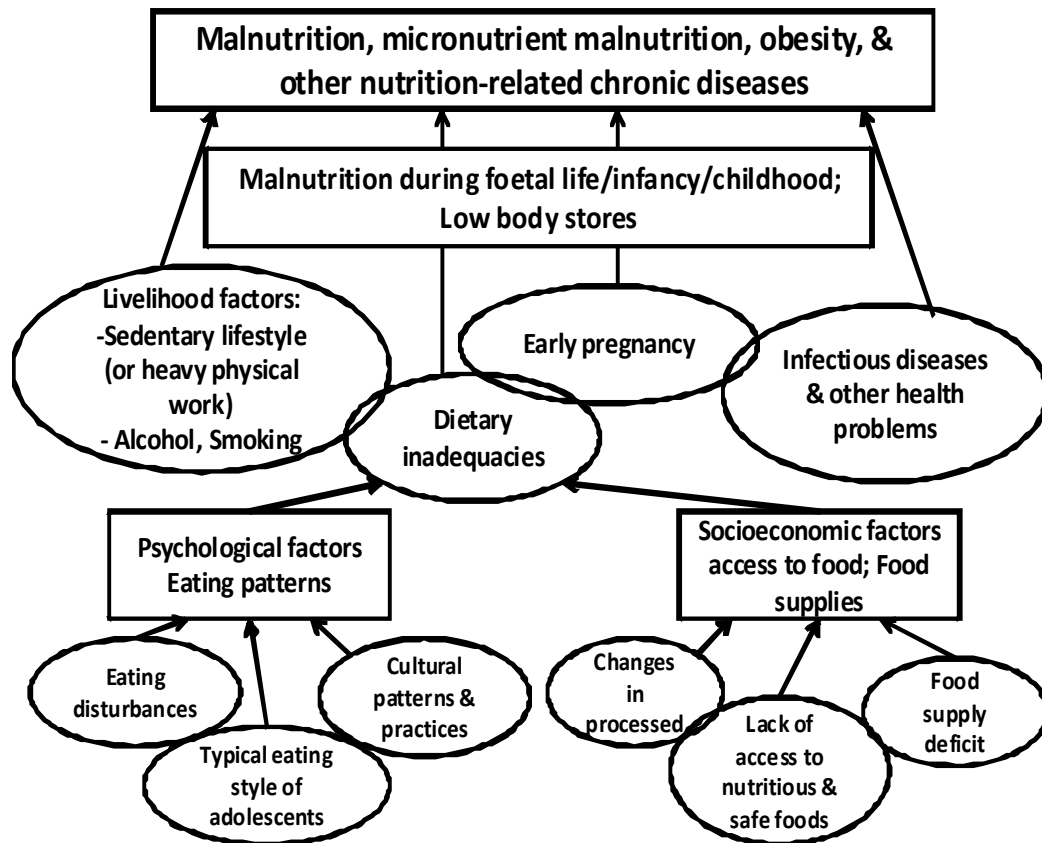 Malnutrition, micronutrient malnutrition, obesity, &
other nutrition-related chronic diseases
Malnutrition during foetal life/infancy/childhood;
Low body stores
Livelihood factors:
-Sedentary lifestyle
(or heavy physical
work)
- Alcohol, Smoking
Early pregnancy
Infectious diseases
& other health
problems
Dietary
inadequacies
Psychological factors
Eating patterns
Socioeconomic factors
access to food; Food
supplies
Eating
disturbances
Typical eating
style of
adolescents
Cultural
patterns &
practices
Changes
in
processed
Lack of
access to
nutritious &
safe foods
Food
supply
deficit